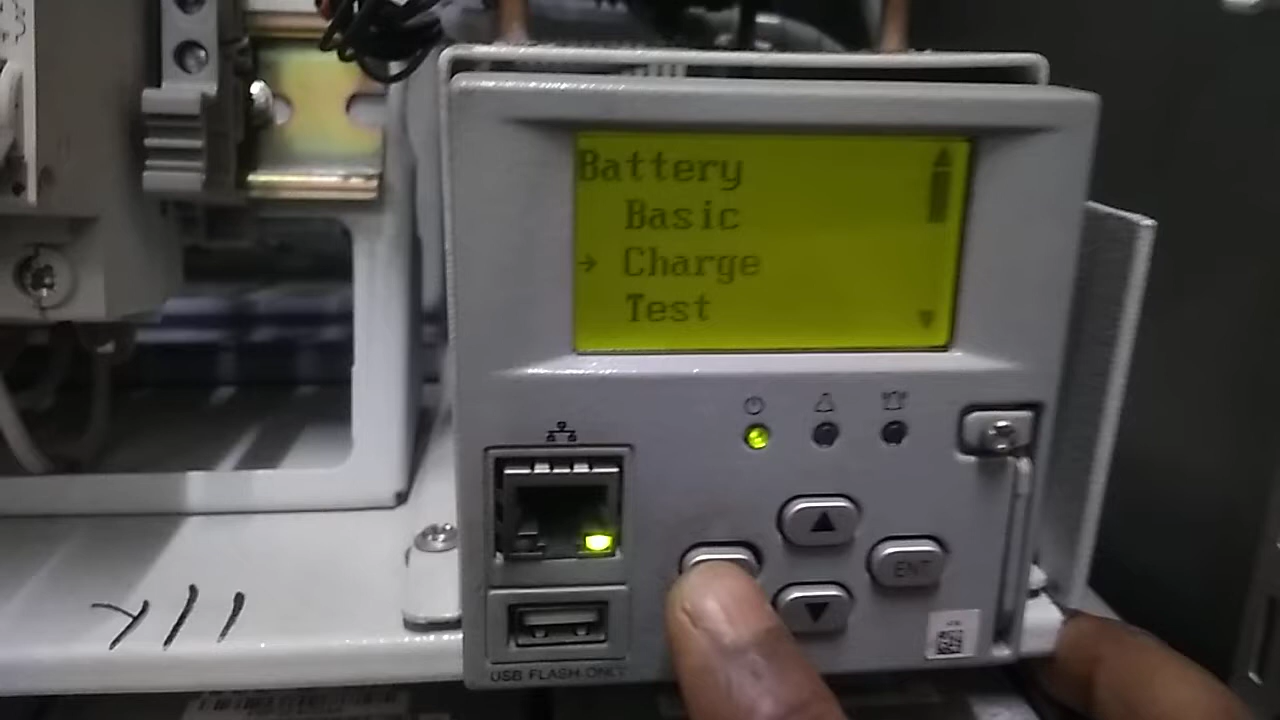 Battery
Basic
→ Charge
Test
ENT
USB FLASH ONLY